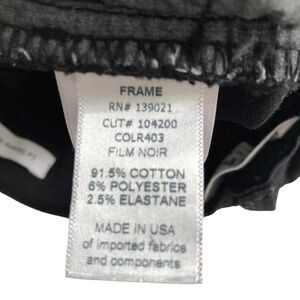 FRAME
RN# 139021
CUT# 104200
COLR403
FILM NOIR
91.5% COTTON
6% POLYESTER
2.5% ELASTANE
MADE IN USA
of imported fabrics
and components